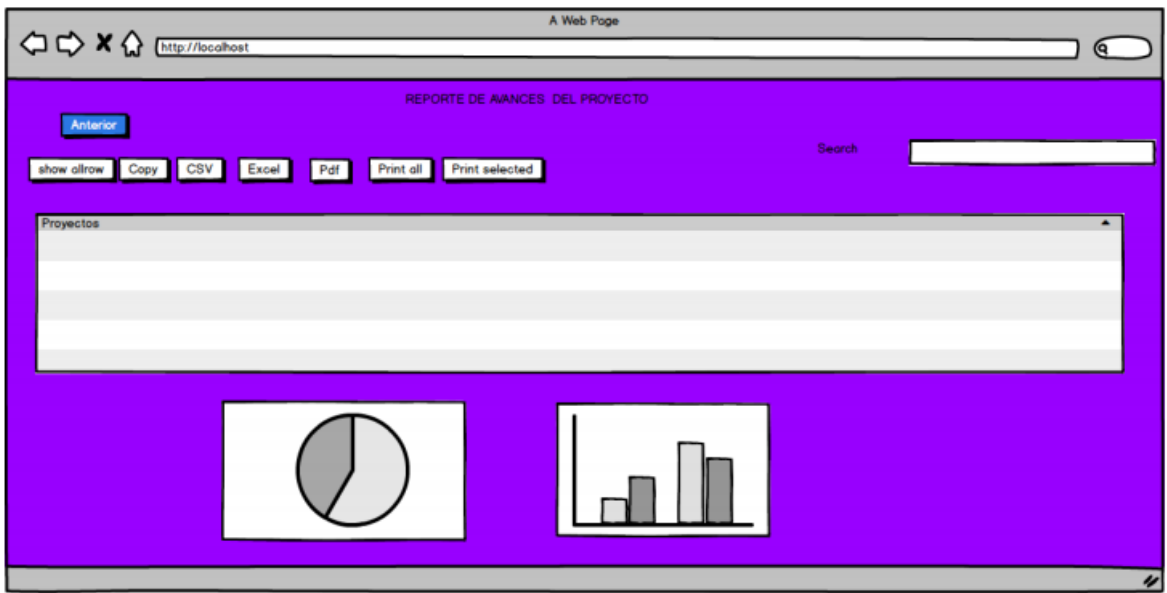 A Web Page
http://localhost
REPORTE DE AVANCES DEL PROYECTO
Anterior
Search
show allrow Copy CSV Excel Pdf Print all Print selected
Proyectos